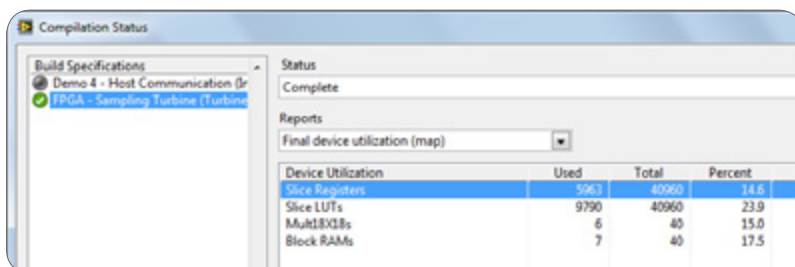 Compilation Status
Build Specifications
Demo 4 - Host Communication (Ir
FPGA - Sampling Turbine (Turbine
Status
Complete
Reports
Final device utilization (map)
Device Utilization Used Total Percent
Slice Registers 5963 40960 14.6
Slice LUTs 9790 40960 23.9
Mult18X18s 6 40 15.0
Block RAMs 7 40 17.5